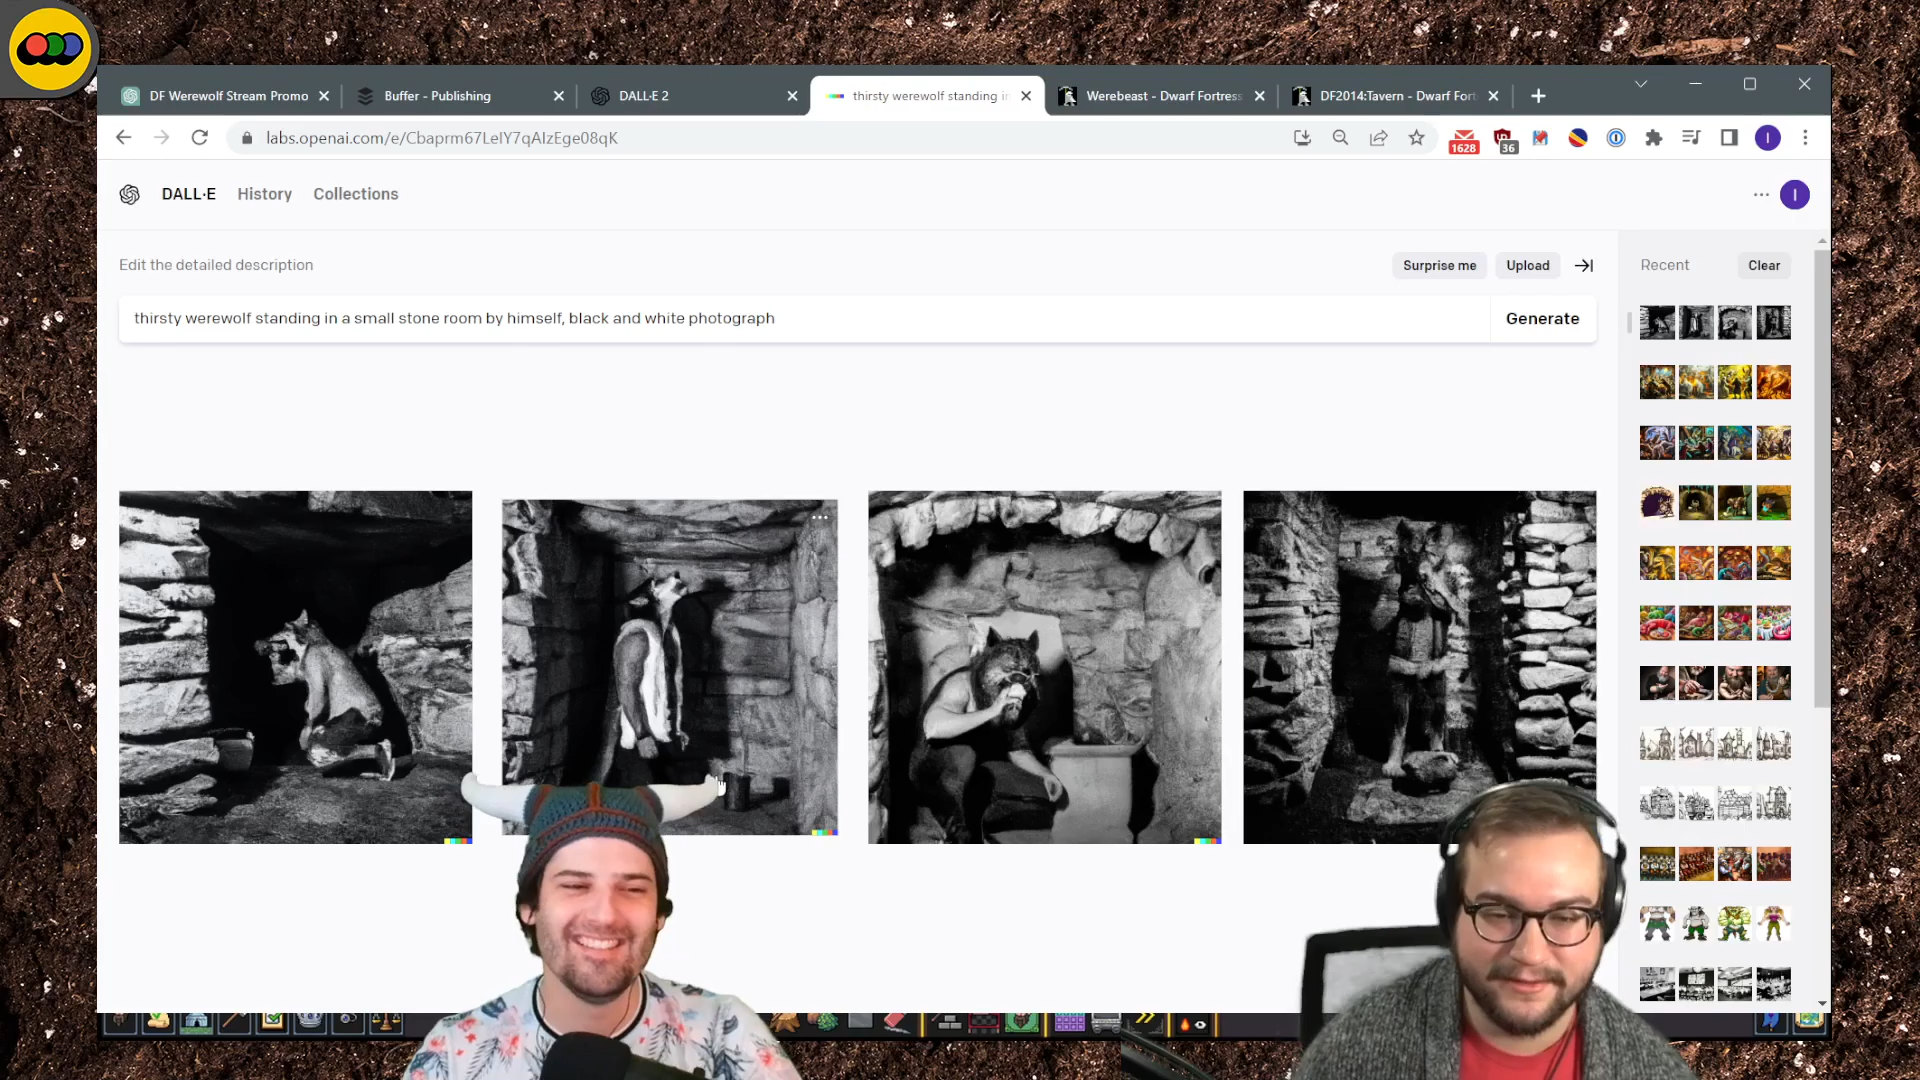 DF Werewolf Stream Promo
Buffer - Publishing
DALL·E 2
thirsty werewolf standing in
Werebeast - Dwarf Fortress
DF2014:Tavern - Dwarf Fort
labs.openai.com/e/Cbaprm67LelY7qAIzEge08qK
1628
36
I
DALL·E
History
Collections
I
Edit the detailed description
Surprise me
Upload
Recent
Clear
thirsty werewolf standing in a small stone room by himself, black and white photograph
Generate